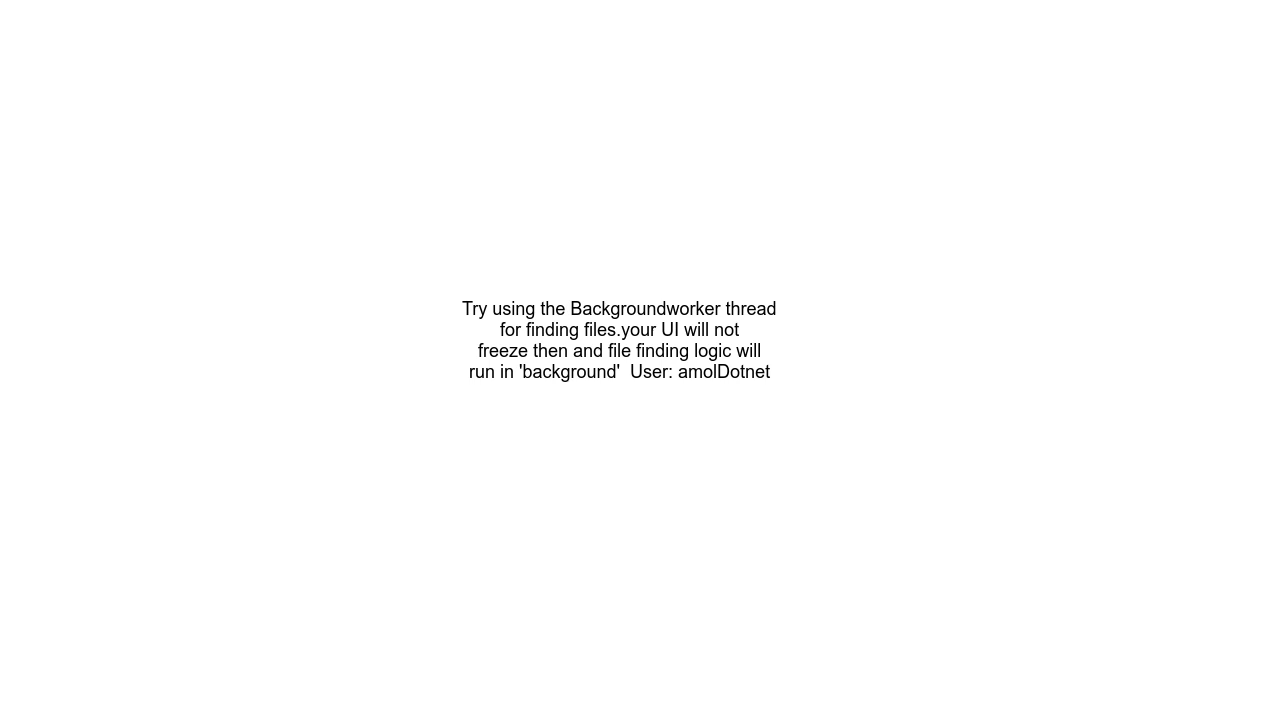 Try using the Backgroundworker thread
for finding files.your UI will not
freeze then and file finding logic will
run in 'background'  User: amolDotnet